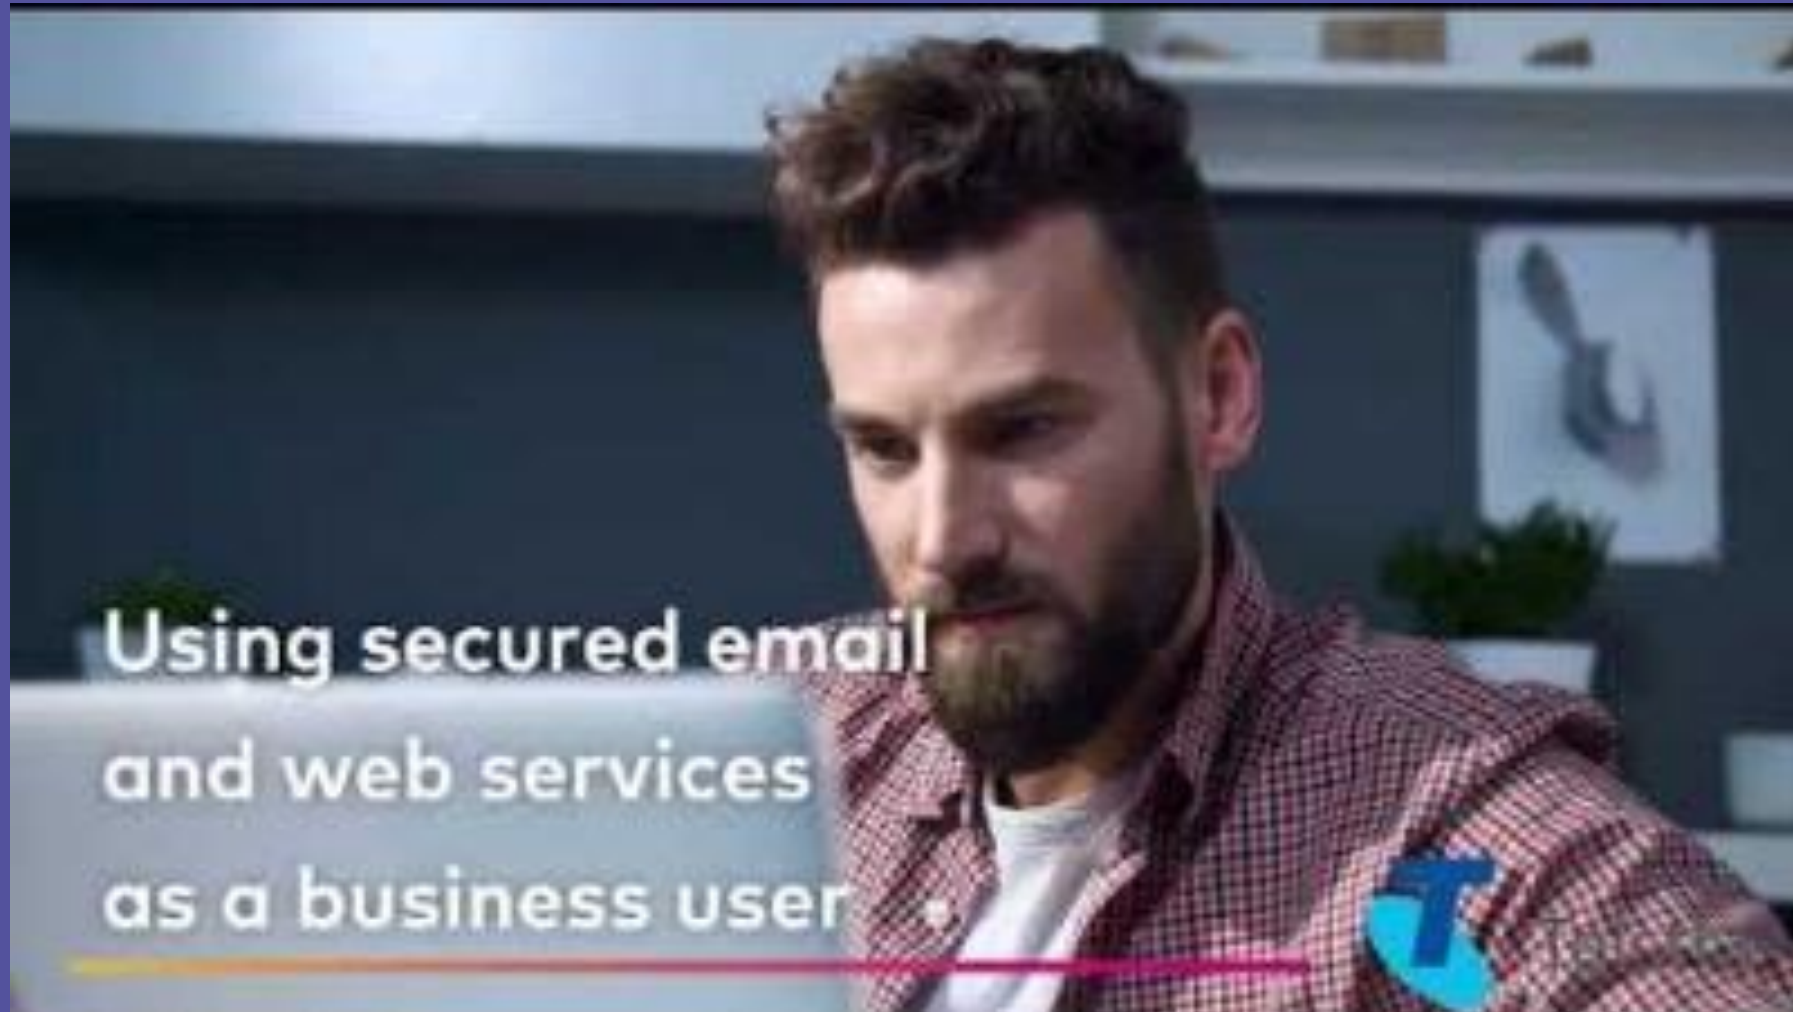 Using secured email
and web services
as a business user
T